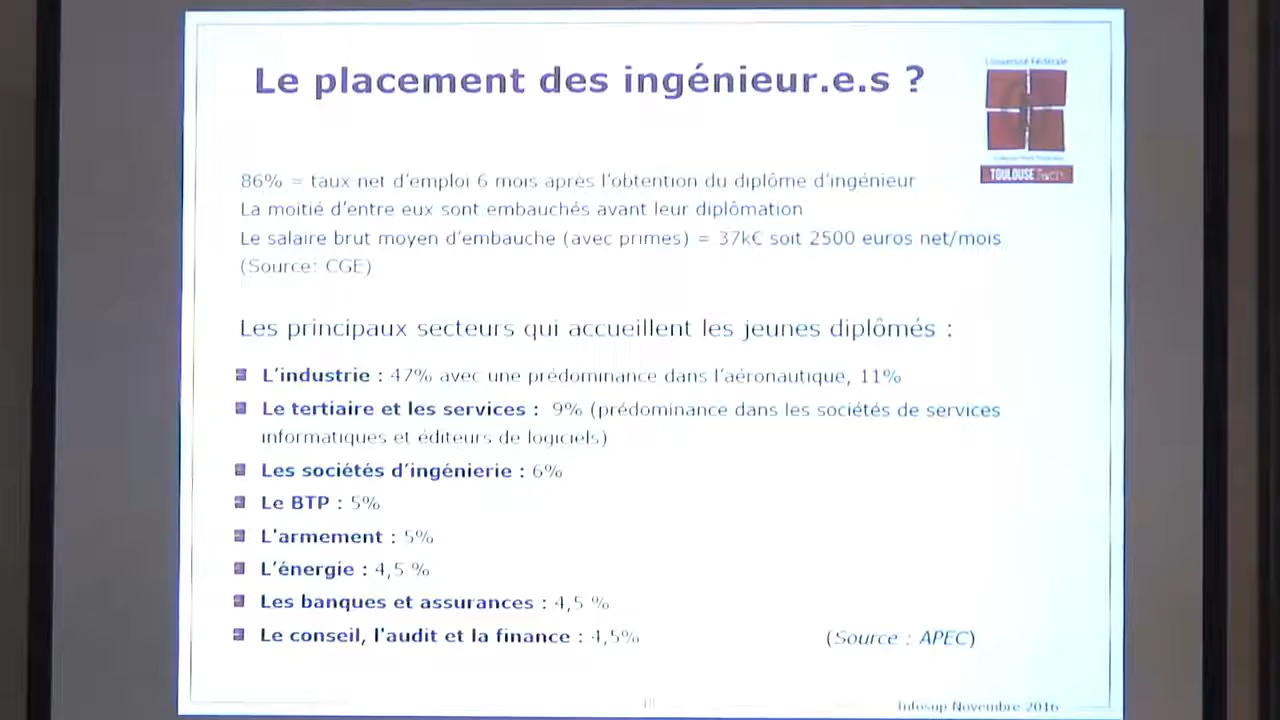 Le placement des ingénieur.e.s ?
Université Fédérale
TOULOUSE
86% = taux net d'emploi 6 mois après l'obtention du diplôme d'ingénieur
La moitié d'entre eux sont embauchés avant leur diplômation
Le salaire brut moyen d'embauche (avec primes) = 37k€ soit 2500 euros net/mois
(Source: CGE)
Les principaux secteurs qui accueillent les jeunes diplômés :
L'industrie : 47% avec une prédominance dans l'aéronautique, 11%
Le tertiaire et les services : 9% (prédominance dans les sociétés de services
informatiques et éditeurs de logiciels)
Les sociétés d'ingénierie : 6%
Le BTP : 5%
L'armement : 5%
L'énergie : 4,5 %
Les banques et assurances : 4,5 %
Le conseil, l'audit et la finance : 4,5%
(Source : APEC)
Infosup Novembre 2016